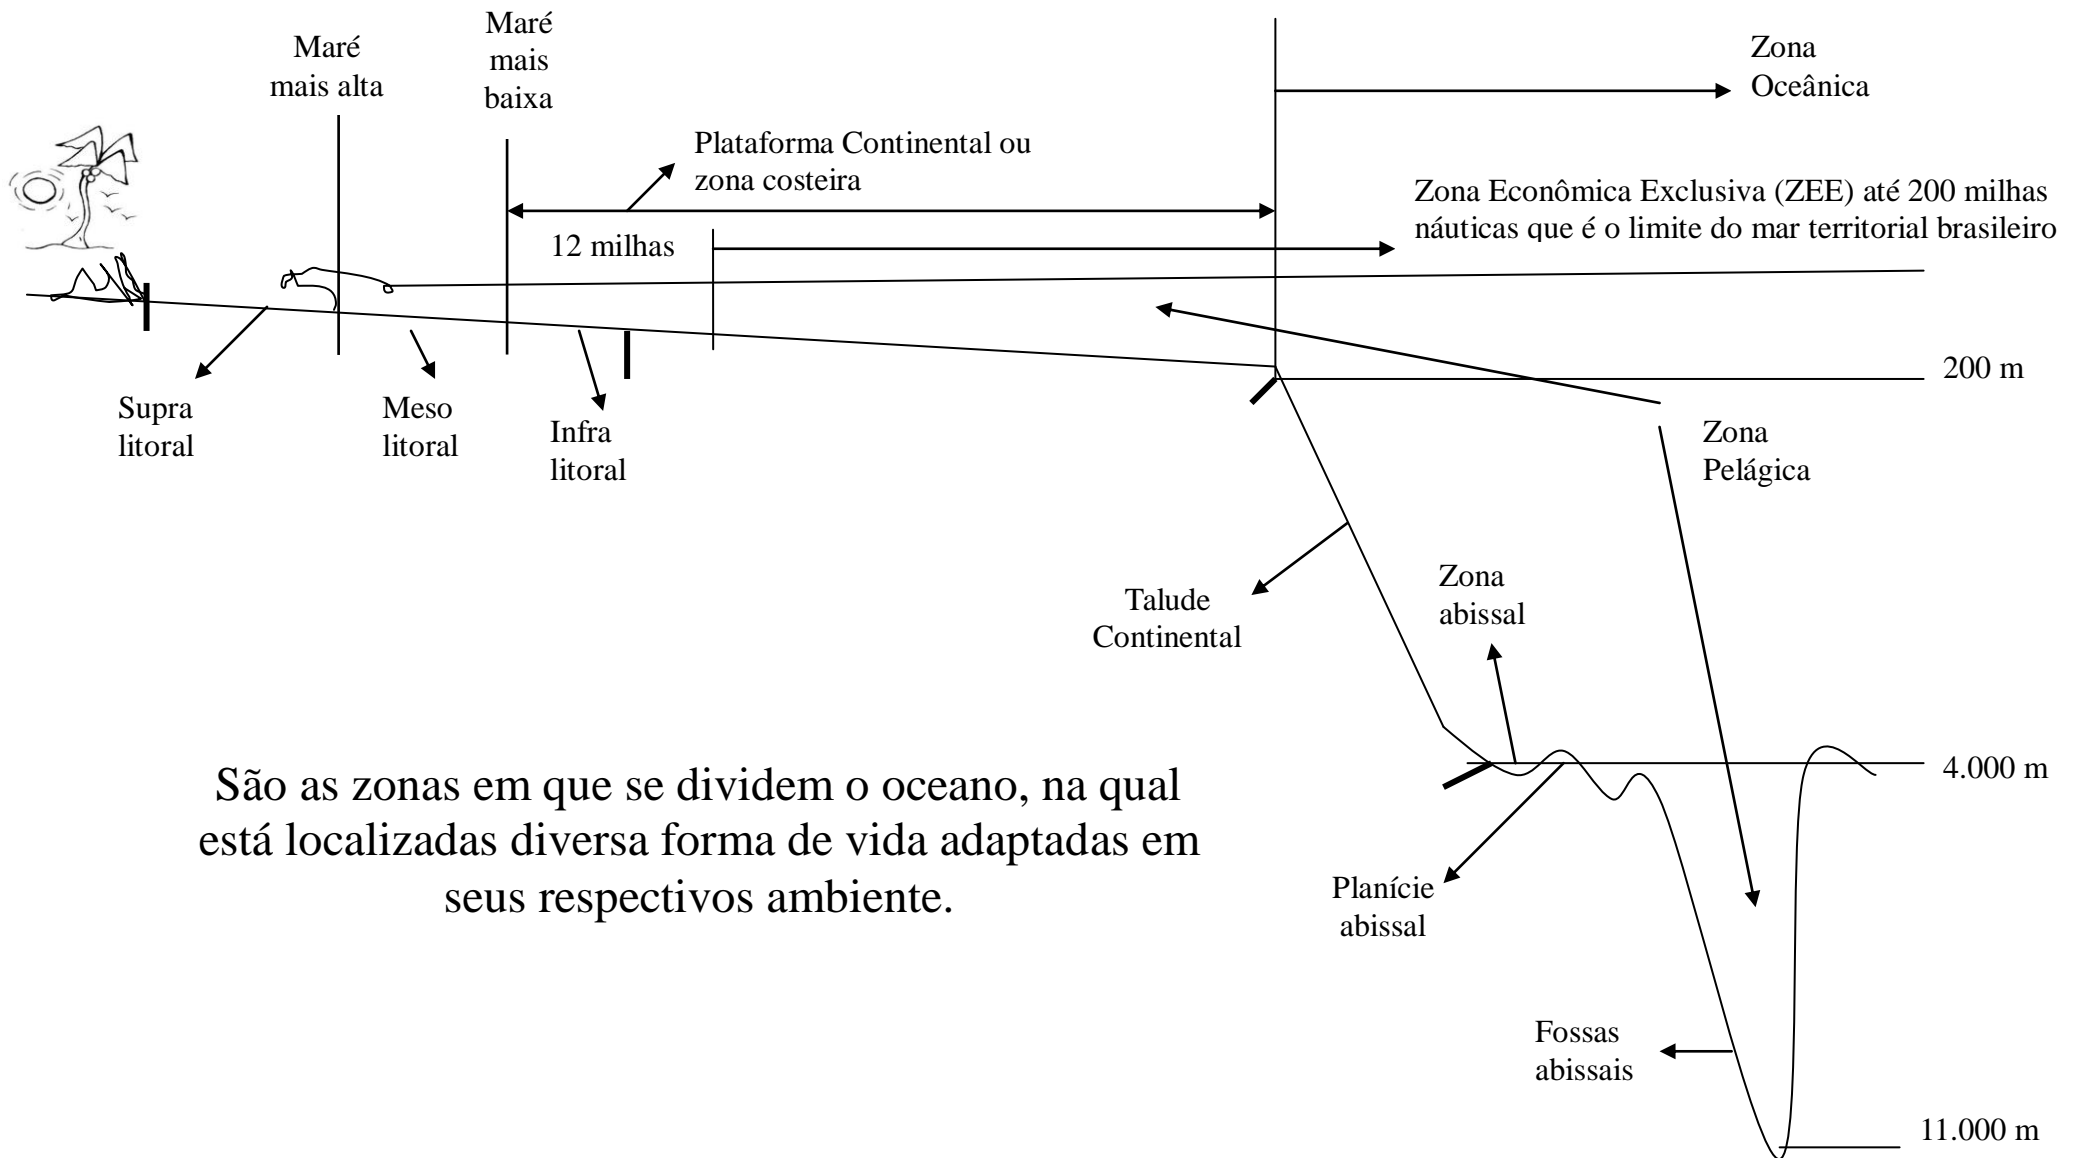 Maré
mais alta
Maré
mais
baixa
Zona
Oceânica
Plataforma Continental ou
zona costeira
Zona Econômica Exclusiva (ZEE) até 200 milhas
náuticas que é o limite do mar territorial brasileiro
12 milhas
200 m
Supra
litoral
Meso
litoral
Infra
litoral
Zona
Pelágica
Talude
Continental
Zona
abissal
4.000 m
São as zonas em que se dividem o oceano, na qual
está localizadas diversa forma de vida adaptadas em
seus respectivos ambiente.
Planície
abissal
Fossas
abissais
11.000 m